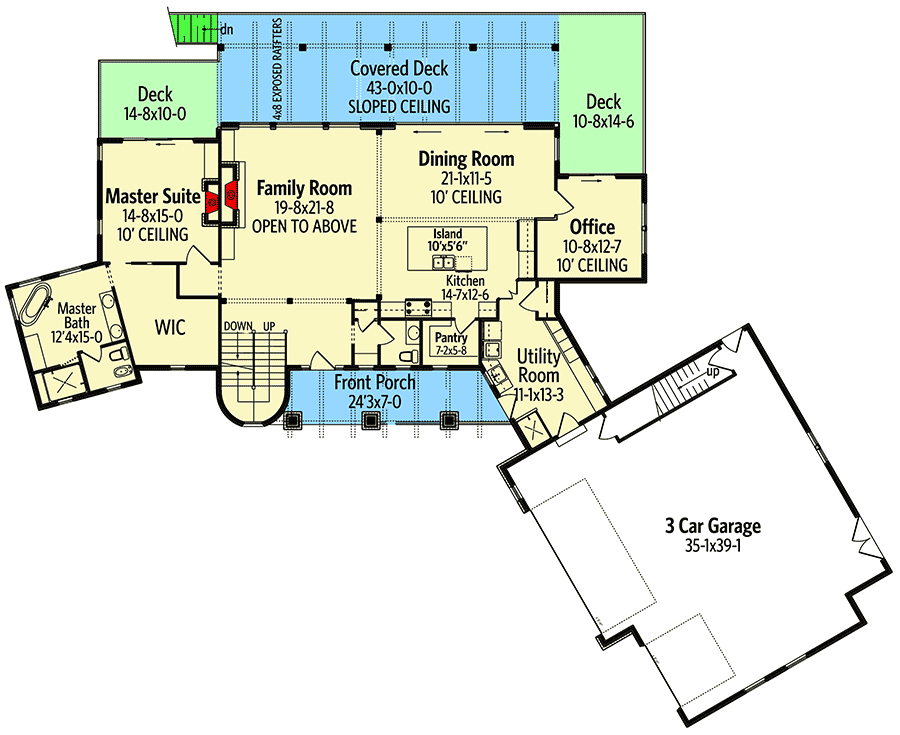 dn
4x8 EXPOSED RATFTERS
Covered Deck
43-0x10-0
SLOPED CEILING
Deck
14-8x10-0
Deck
10-8x14-6
Master Suite
14-8x15-0
10' CEILING
Family Room
19-8x21-8
OPEN TO ABOVE
Dining Room
21-1x11-5
10' CEILING
Office
10-8x12-7
10' CEILING
Island
10'x5'6"
Kitchen
14-7x12-6
Master
Bath
12'4x15-0
WIC
DOWN UP
Pantry
7-2x5-8
Utility
Room
11-1x13-3
Front Porch
24'3x7-0
up
3 Car Garage
35-1x39-1